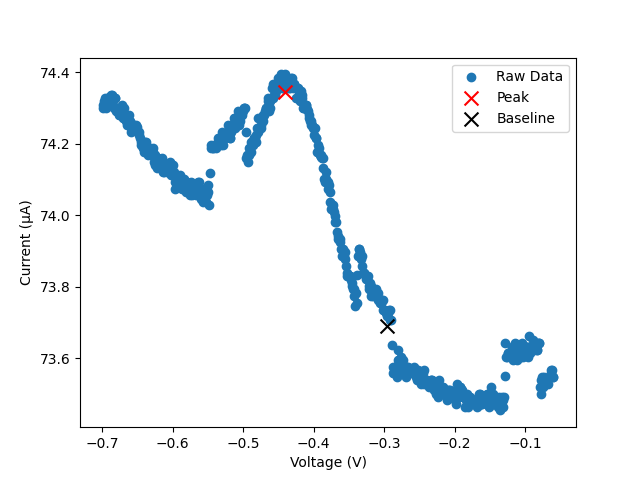 74.4
74.2
74.0
73.8
73.6
Current (μA)
−0.7
−0.6
−0.5
−0.4
−0.3
−0.2
−0.1
Voltage (V)
Raw Data
Peak
Baseline